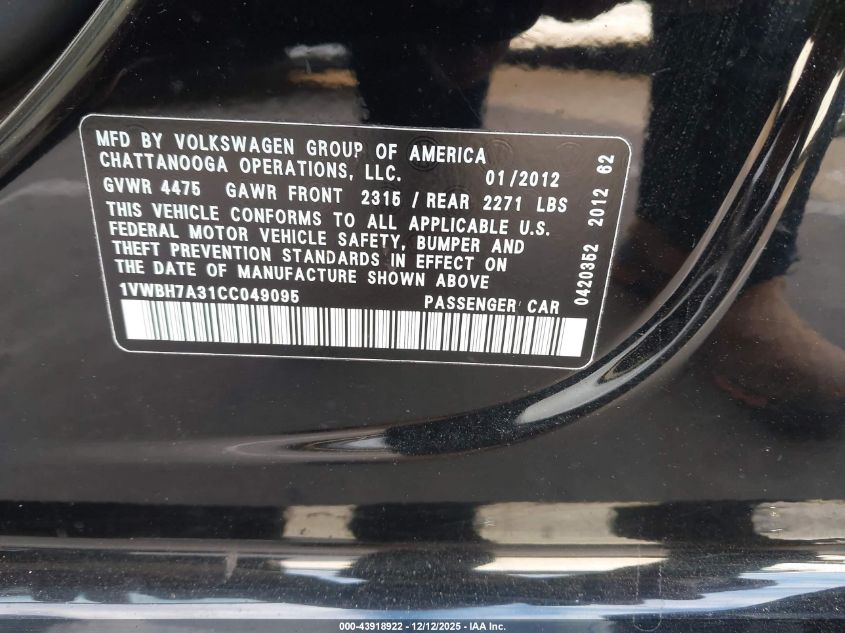 MFD BY VOLKSWAGEN GROUP OF AMERICA
CHATTANOOGA OPERATIONS, LLC. 01/2012
GVWR 4475 GAWR FRONT 2315 / REAR 2271 LBS
THIS VEHICLE CONFORMS TO ALL APPLICABLE U.S.
FEDERAL MOTOR VEHICLE SAFETY, BUMPER AND
THEFT PREVENTION STANDARDS IN EFFECT ON
THE DATE OF MANUFACTURE SHOWN ABOVE
1VWBH7A31CC049095 PASSENGER CAR
0420352 2012 62
000-43918922 - 12/12/2025 - IAA Inc.